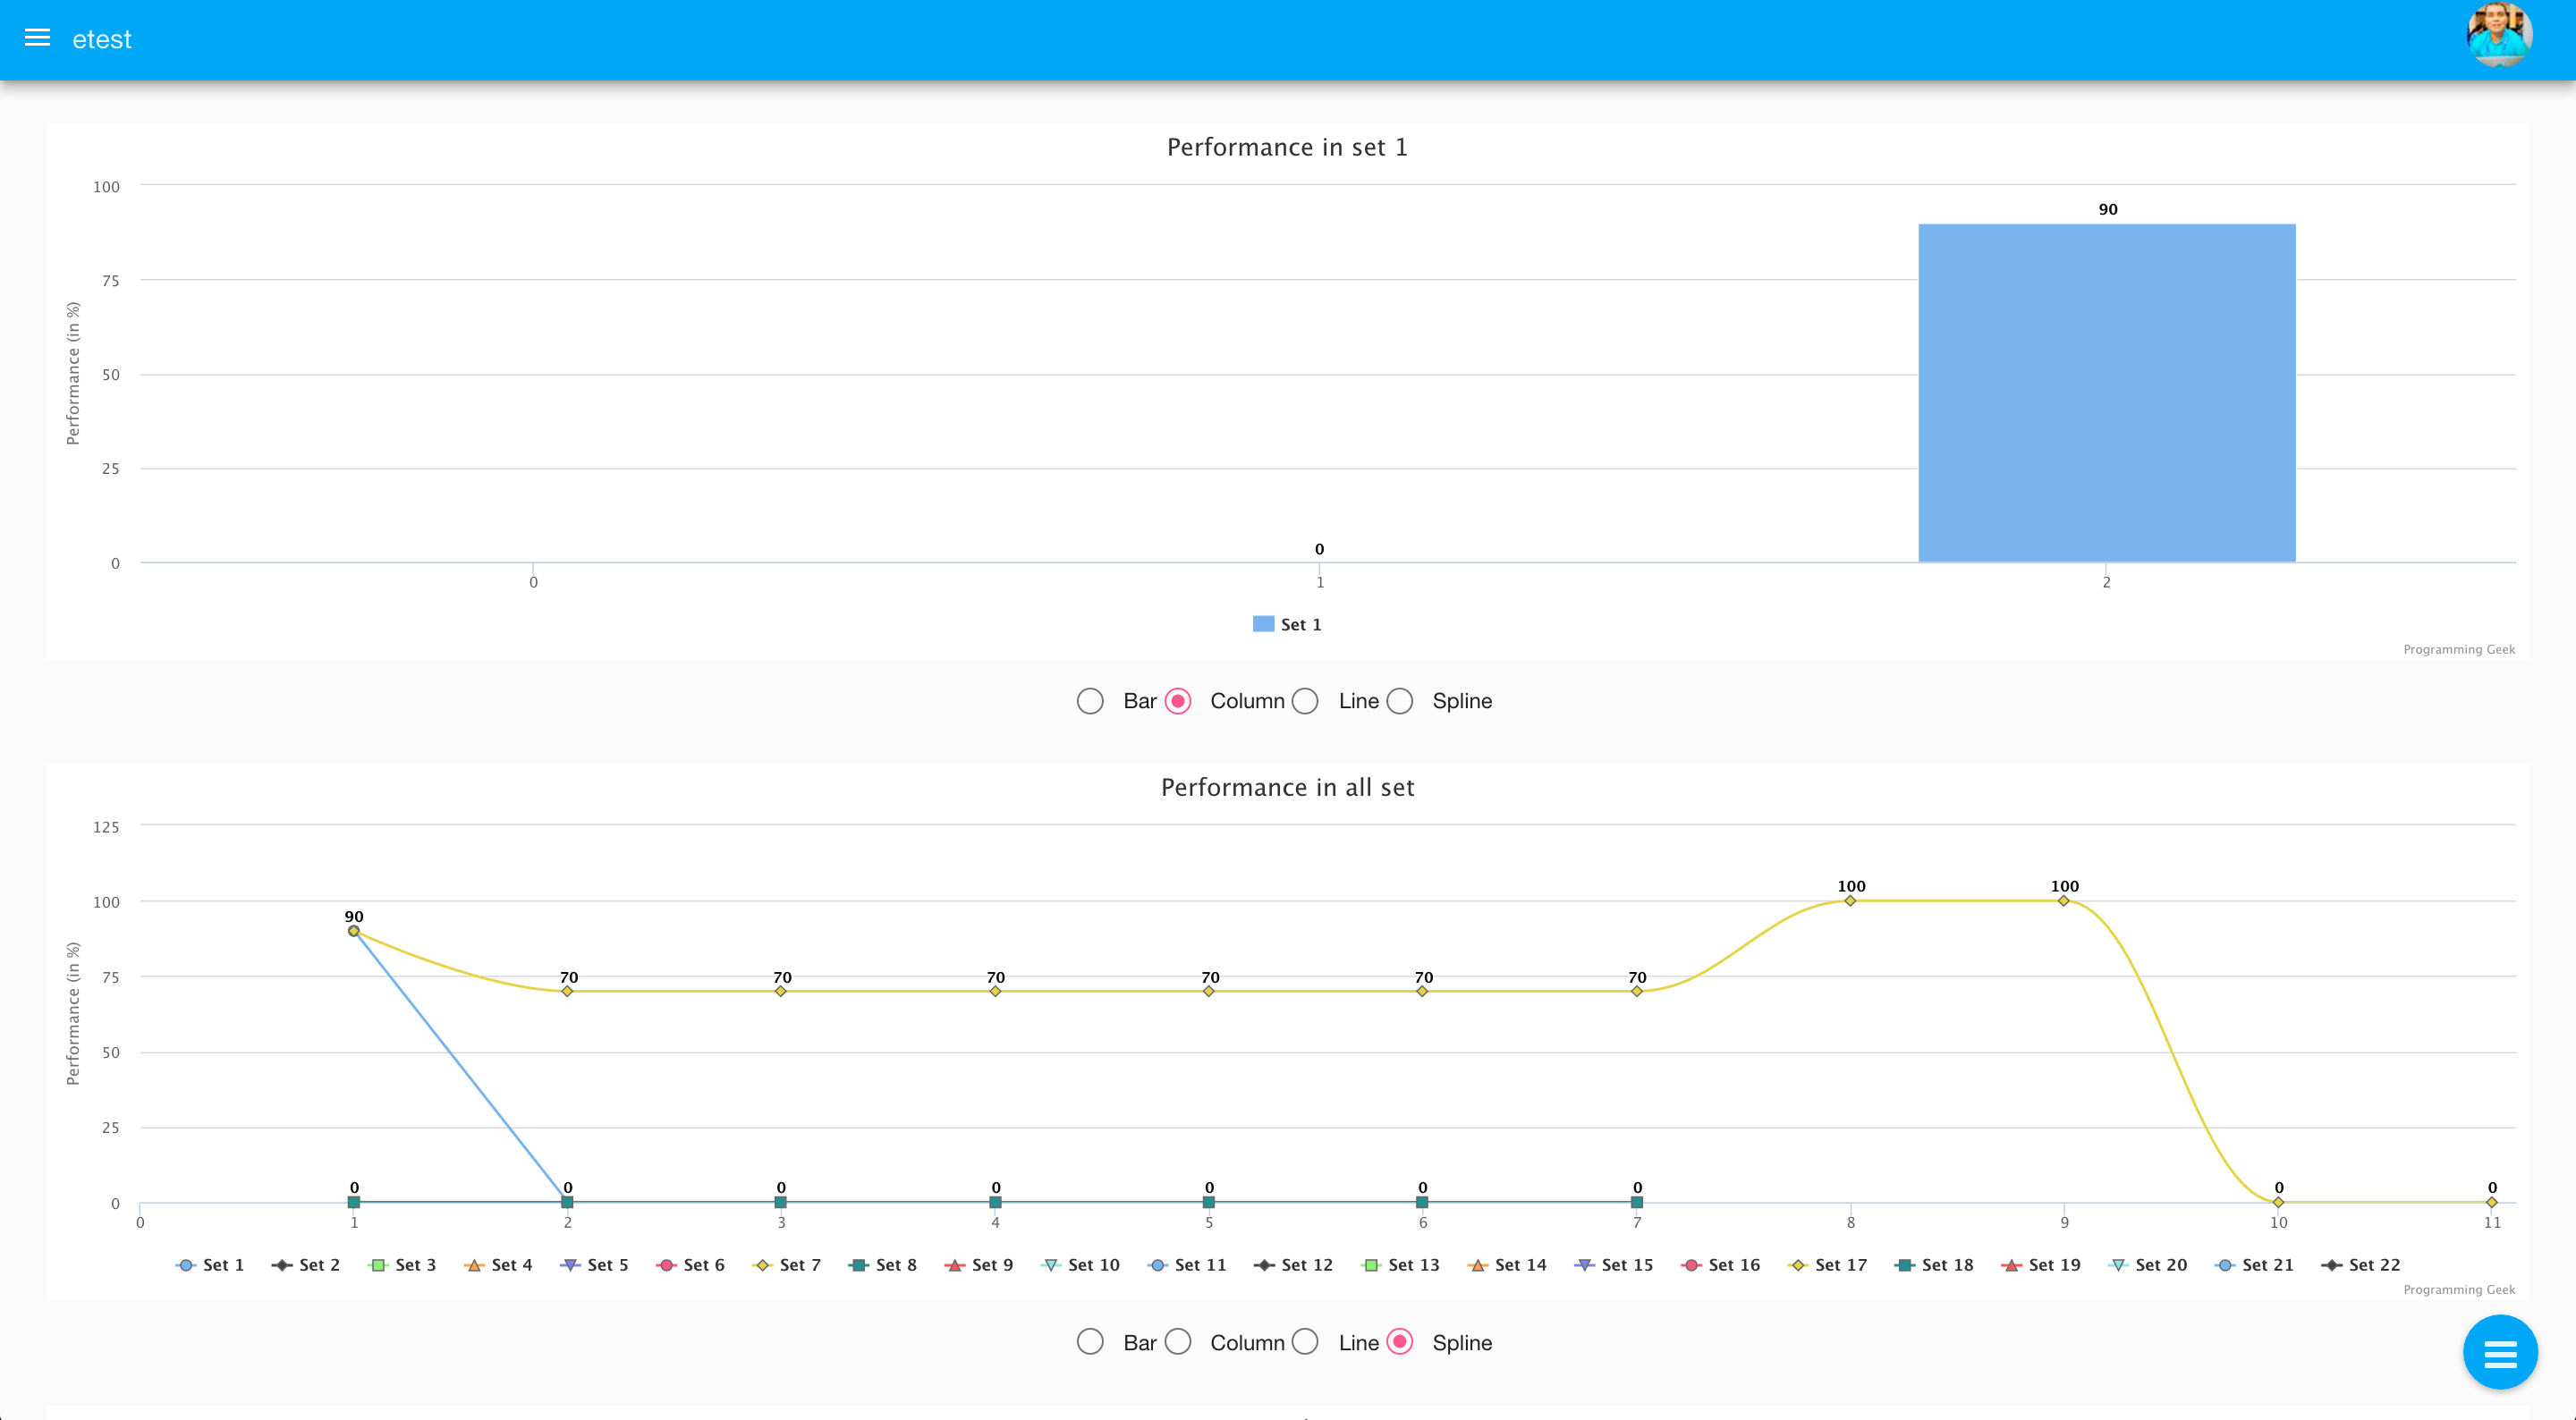 etest
Performance in set 1
Performance (in %)
100
75
50
25
0
90
0
0 1 2
Set 1
Programming Geek
Bar Column Line Spline
Performance in all set
Performance (in %)
125
100
75
50
25
0
100 100
90
70 70 70 70 70 70
0 0 0 0 0 0 0 0 0
0 1 2 3 4 5 6 7 8 9 10 11
Set 1 Set 2 Set 3 Set 4 Set 5 Set 6 Set 7 Set 8 Set 9 Set 10 Set 11 Set 12 Set 13 Set 14 Set 15 Set 16 Set 17 Set 18 Set 19 Set 20 Set 21 Set 22
Programming Geek
Bar Column Line Spline